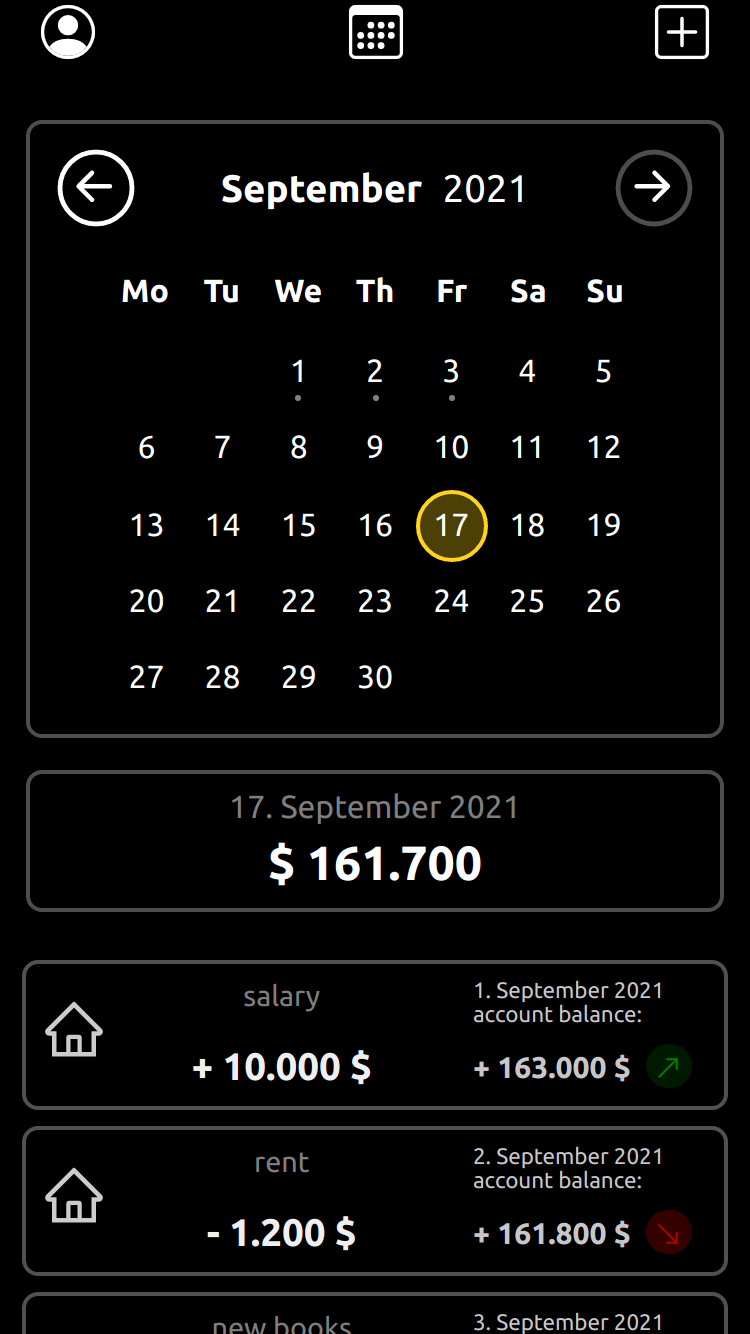 September 2021
Mo Tu We Th Fr Sa Su
1 2 3 4 5
6 7 8 9 10 11 12
13 14 15 16 17 18 19
20 21 22 23 24 25 26
27 28 29 30
17. September 2021
$ 161.700
salary
+ 10.000 $
1. September 2021
account balance:
+ 163.000 $
rent
- 1.200 $
2. September 2021
account balance:
+ 161.800 $
new books
3. September 2021